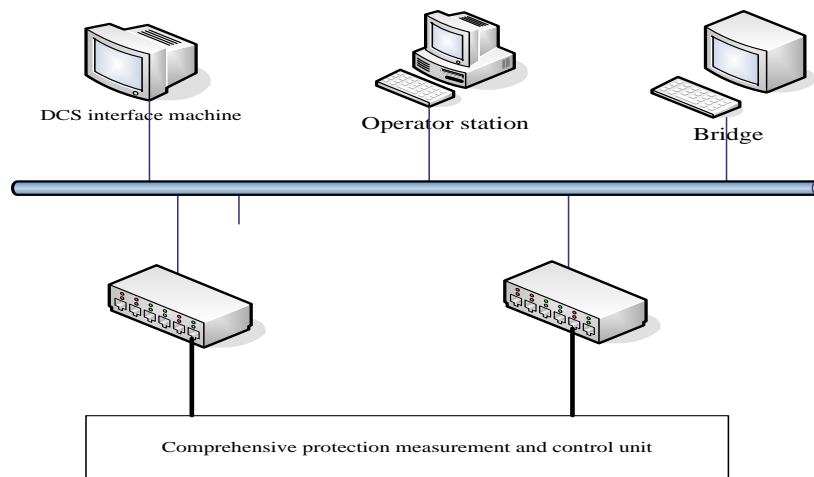 DCS interface machine
Operator station
Bridge
Comprehensive protection measurement and control unit